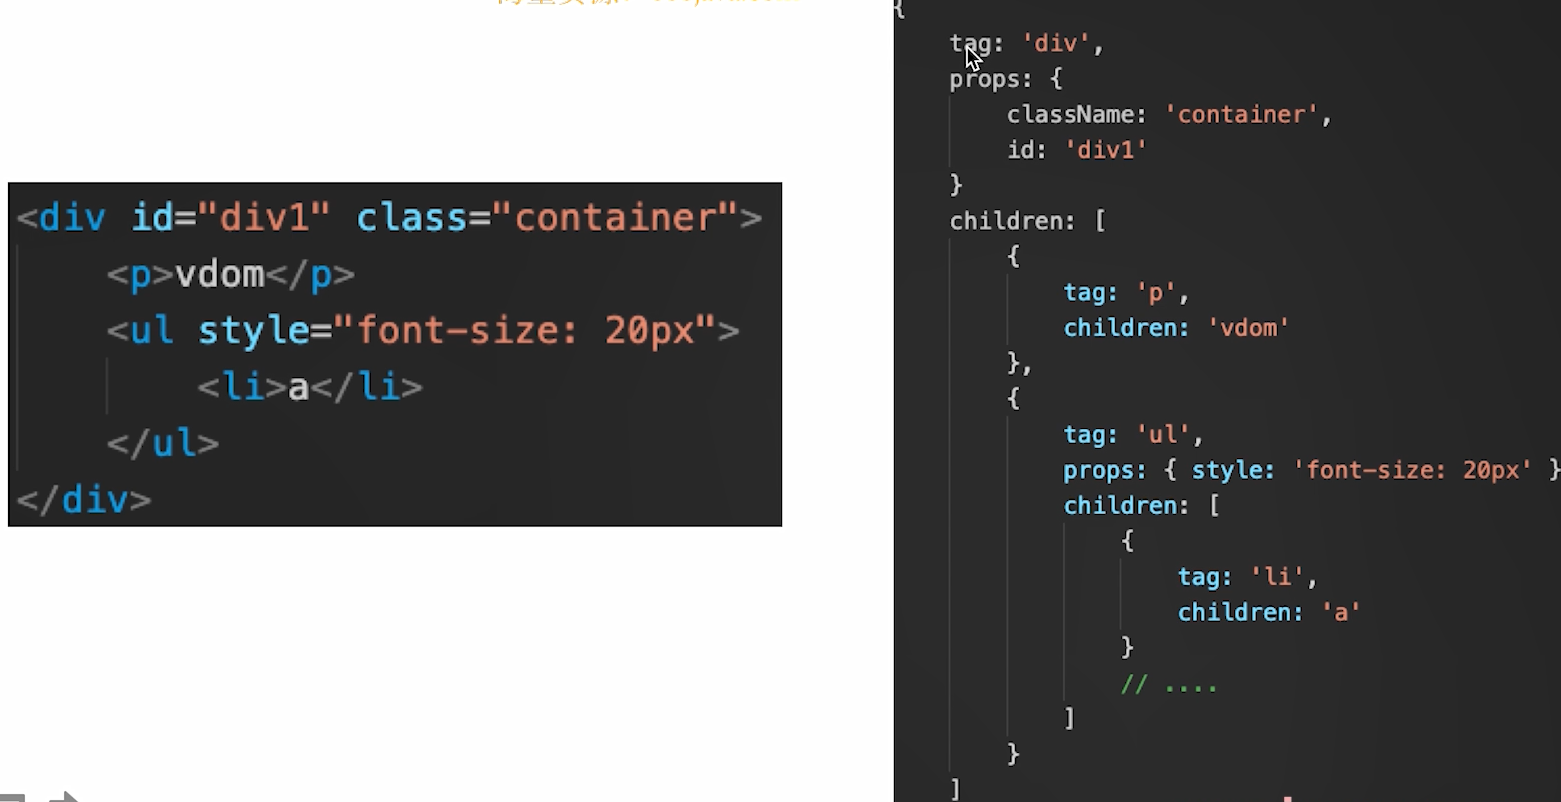 <div id="div1" class="container">
    <p>vdom</p>
    <ul style="font-size: 20px">
        <li>a</li>
    </ul>
</div>
{
    tag: 'div',
    props: {
        className: 'container',
        id: 'div1'
    }
    children: [
        {
            tag: 'p',
            children: 'vdom'
        },
        {
            tag: 'ul',
            props: { style: 'font-size: 20px' }
            children: [
                {
                    tag: 'li',
                    children: 'a'
                }
                // ....
            ]
        }
    ]